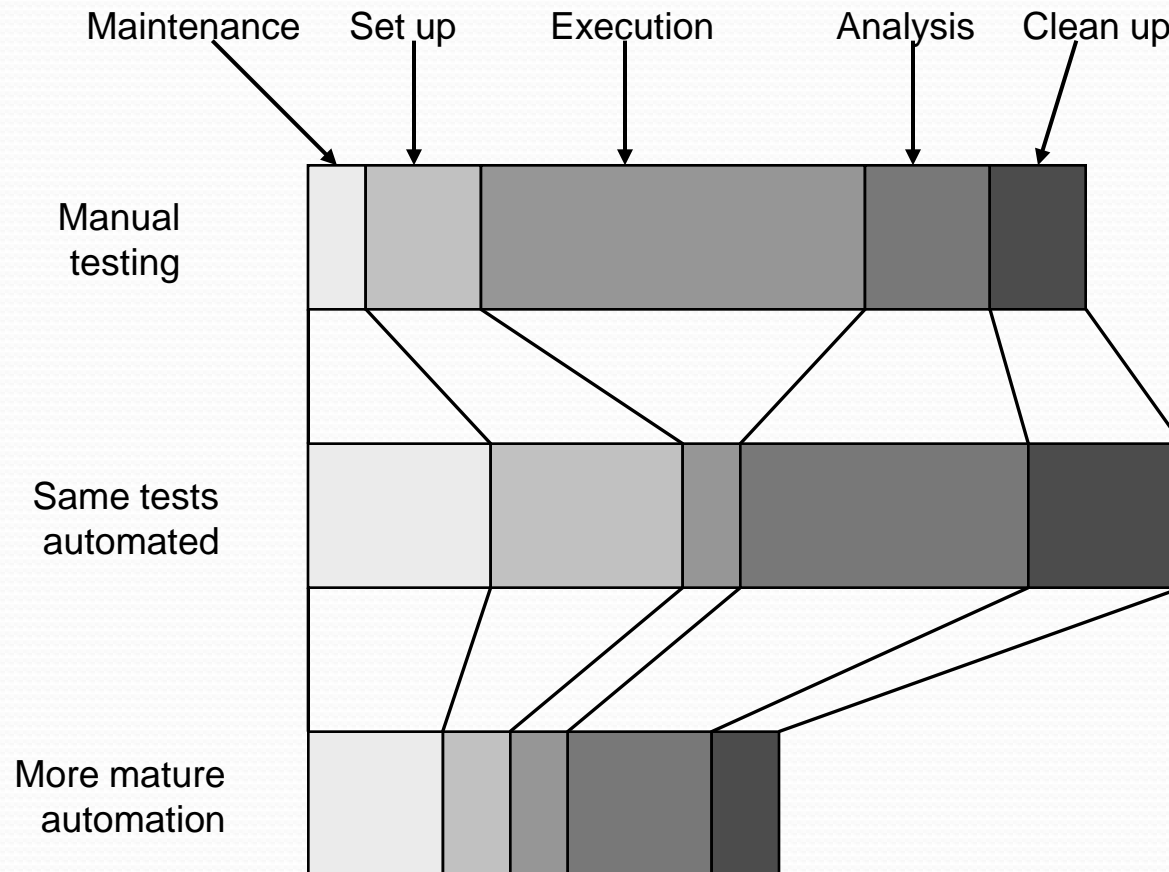 Maintenance Set up Execution Analysis Clean up
Manual
testing
Same tests
automated
More mature
automation